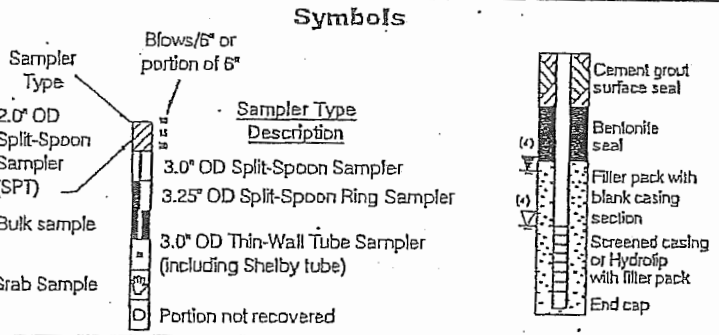 Symbols
Blows/6" or
portion of 6"
Sampler
Type
2.0" OD
Split-Spoon
Sampler
(SPT)
Bulk sample
Grab Sample
Sampler Type
Description
3.0" OD Split-Spoon Sampler
3.25" OD Split-Spoon Ring Sampler
3.0" OD Thin-Wall Tube Sampler
(including Shelby tube)
Portion not recovered
Cement grout
surface seal
Bentonite
seal
Filler pack with
blank casing
section
Screened casing
or Hydrotip
with filler pack
End cap